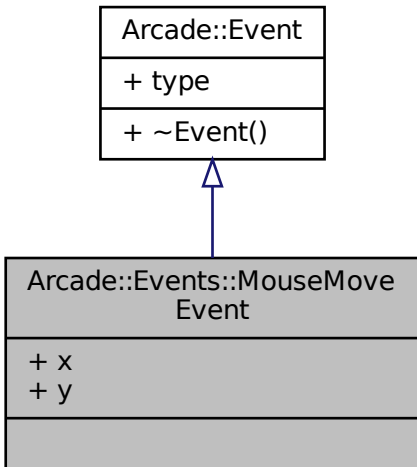 Arcade::Event
+ type
+ ~Event()
Arcade::Events::MouseMove
Event
+ x
+ y